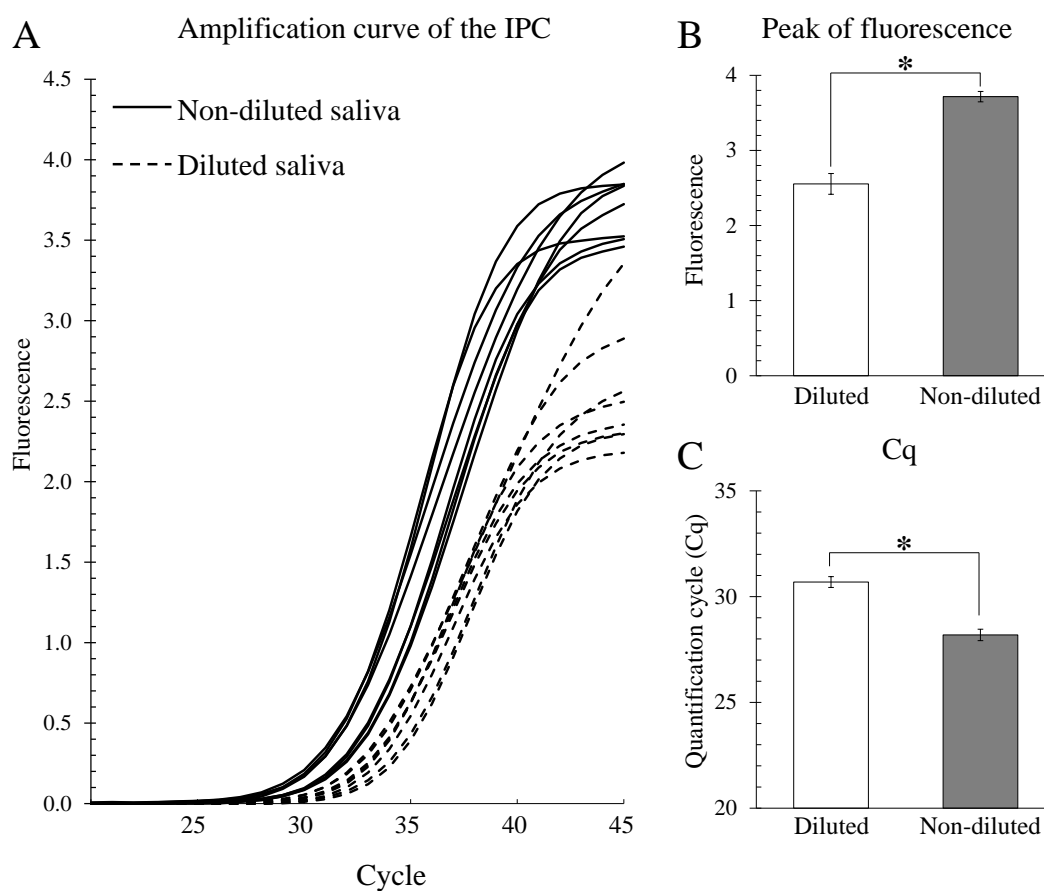 A
Amplification curve of the IPC
4.5
4.0
3.5
3.0
2.5
2.0
1.5
1.0
0.5
0.0
Fluorescence
Non-diluted saliva
Diluted saliva
25
30
35
40
45
Cycle
B
Peak of fluorescence
4
3
2
1
0
Fluorescence
*
Diluted
Non-diluted
C
Cq
35
30
25
20
Quantification cycle (Cq)
*
Diluted
Non-diluted